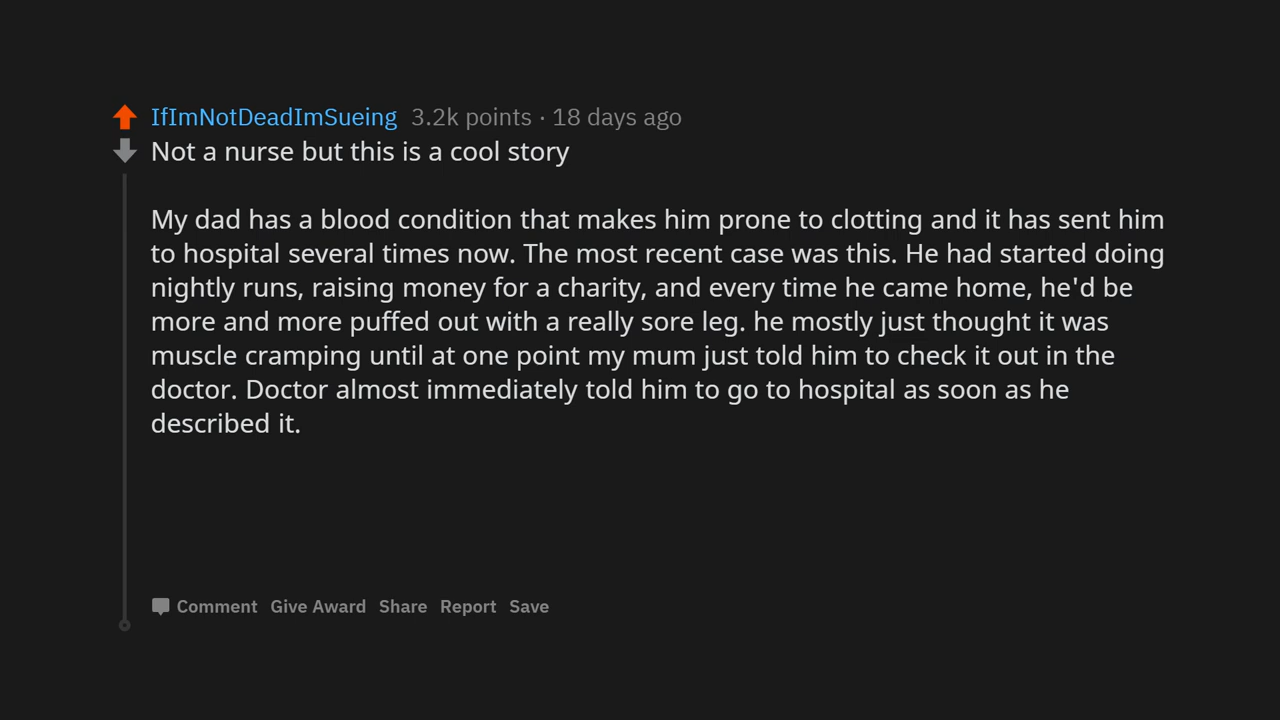 IfImNotDeadImSueing 3.2k points · 18 days ago
Not a nurse but this is a cool story
My dad has a blood condition that makes him prone to clotting and it has sent him
to hospital several times now. The most recent case was this. He had started doing
nightly runs, raising money for a charity, and every time he came home, he'd be
more and more puffed out with a really sore leg. he mostly just thought it was
muscle cramping until at one point my mum just told him to check it out in the
doctor. Doctor almost immediately told him to go to hospital as soon as he
described it.
Comment Give Award Share Report Save